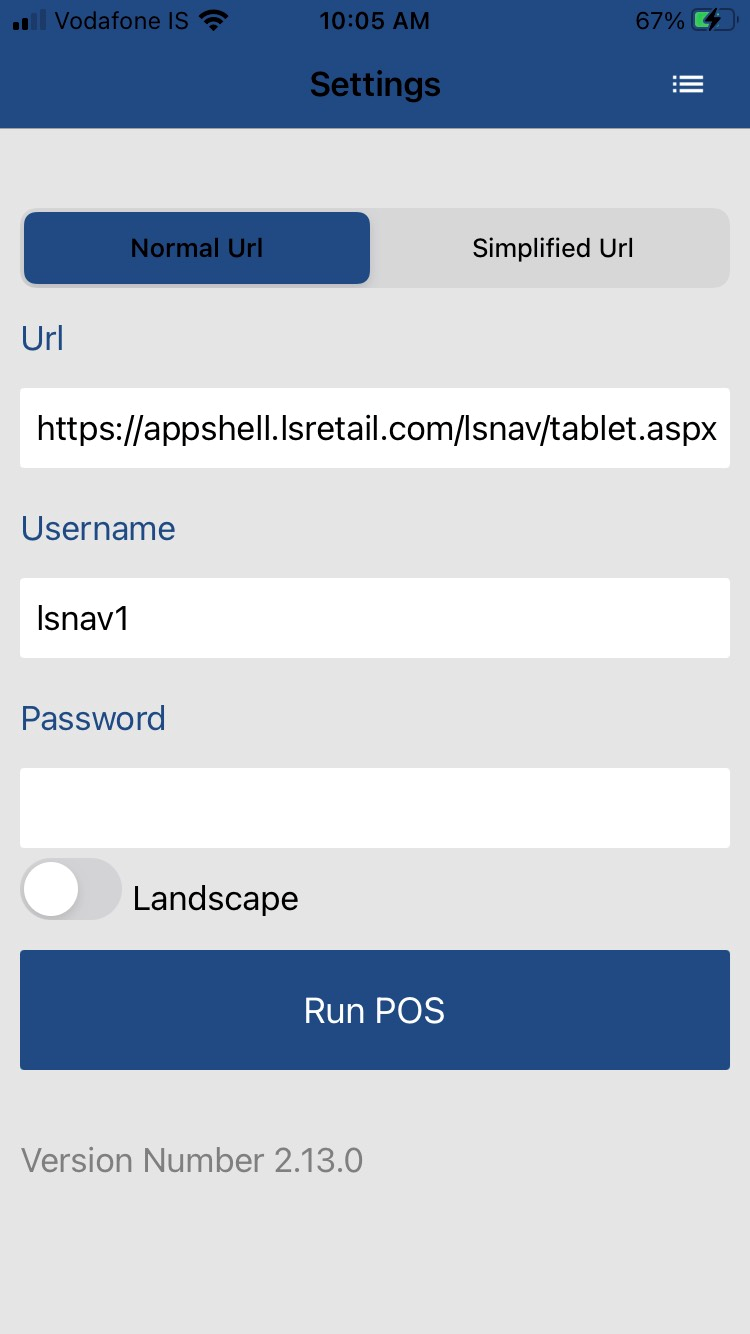 Vodafone IS 10:05 AM 67%
Settings
Normal Url Simplified Url
Url
https://appshell.lsretail.com/lsnav/tablet.aspx
Username
lsnav1
Password
Landscape
Run POS
Version Number 2.13.0